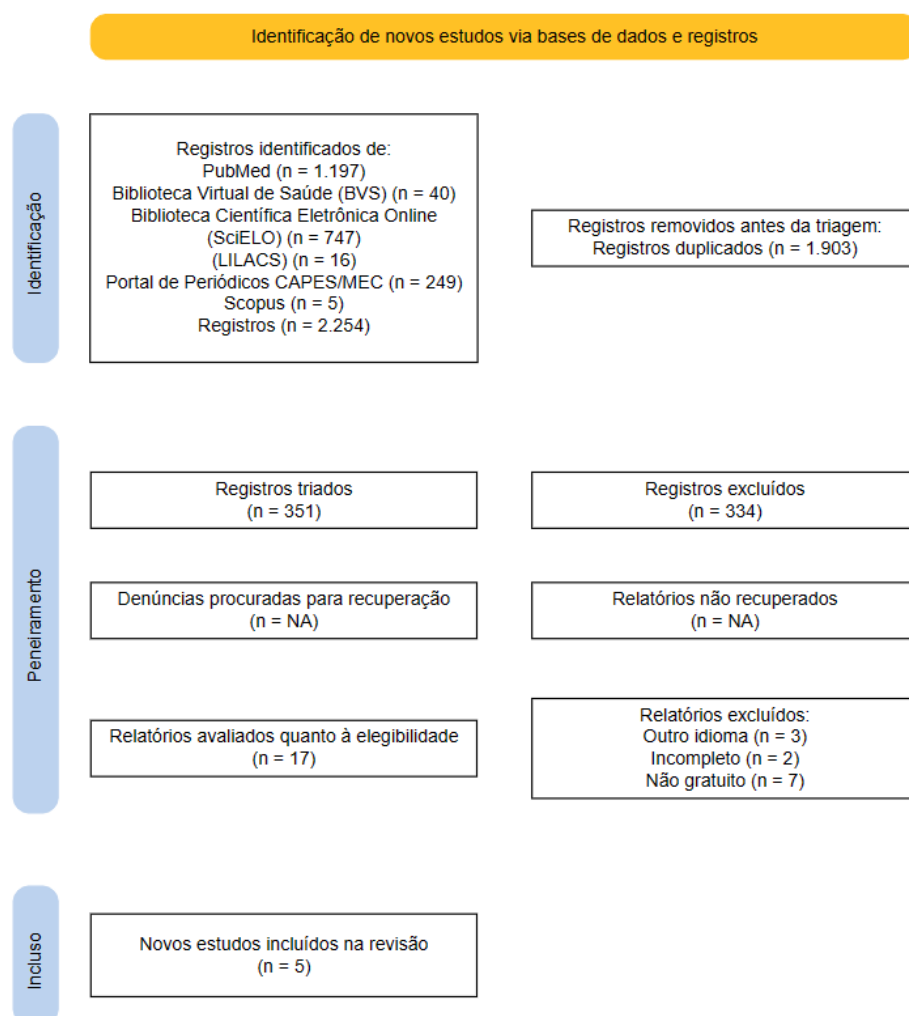 Identificação de novos estudos via bases de dados e registros
Identificação
Registros identificados de:
PubMed (n = 1.197)
Biblioteca Virtual de Saúde (BVS) (n = 40)
Biblioteca Científica Eletrônica Online
(SciELO) (n = 747)
(LILACS) (n = 16)
Portal de Periódicos CAPES/MEC (n = 249)
Scopus (n = 5)
Registros (n = 2.254)
Registros removidos antes da triagem:
Registros duplicados (n = 1.903)
Peneiramento
Registros triados
(n = 351)
Registros excluídos
(n = 334)
Denúncias procuradas para recuperação
(n = NA)
Relatórios não recuperados
(n = NA)
Relatórios avaliados quanto à elegibilidade
(n = 17)
Relatórios excluídos:
Outro idioma (n = 3)
Incompleto (n = 2)
Não gratuito (n = 7)
Incluso
Novos estudos incluídos na revisão
(n = 5)